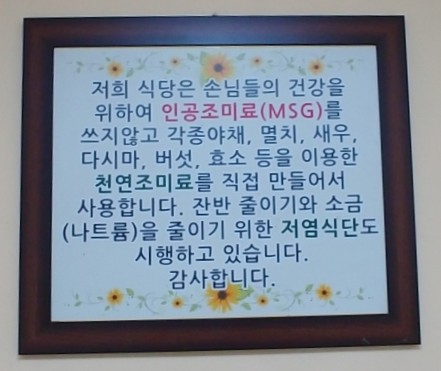 저희 식당은 손님들의 건강을
위하여 인공조미료(MSG)를
쓰지않고 각종야채, 멸치, 새우,
다시마, 버섯, 효소 등을 이용한
천연조미료를 직접 만들어서
사용합니다. 잔반 줄이기와 소금
(나트륨)을 줄이기 위한 저염식단도
시행하고 있습니다.
감사합니다.